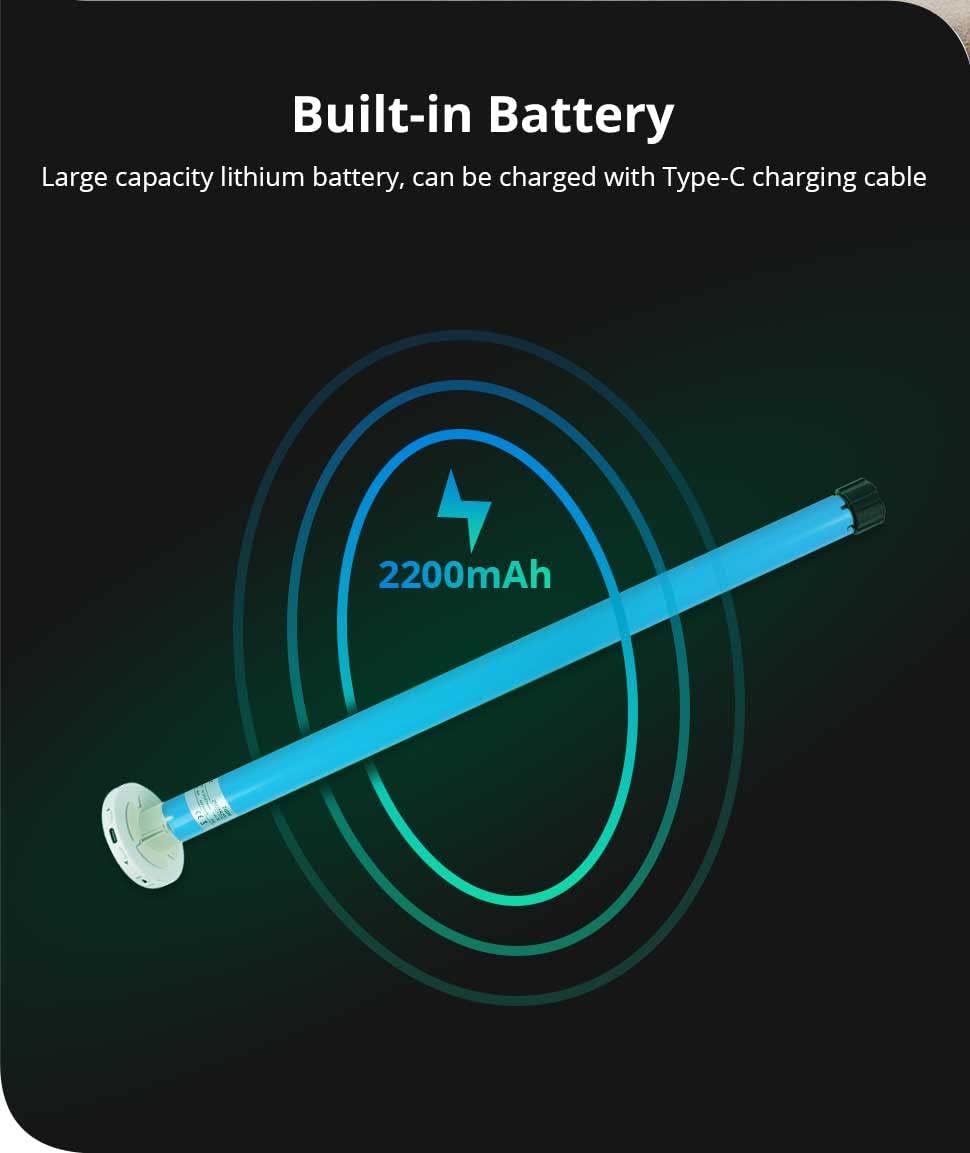 Built-in Battery
Large capacity lithium battery, can be charged with Type-C charging cable
2200mAh